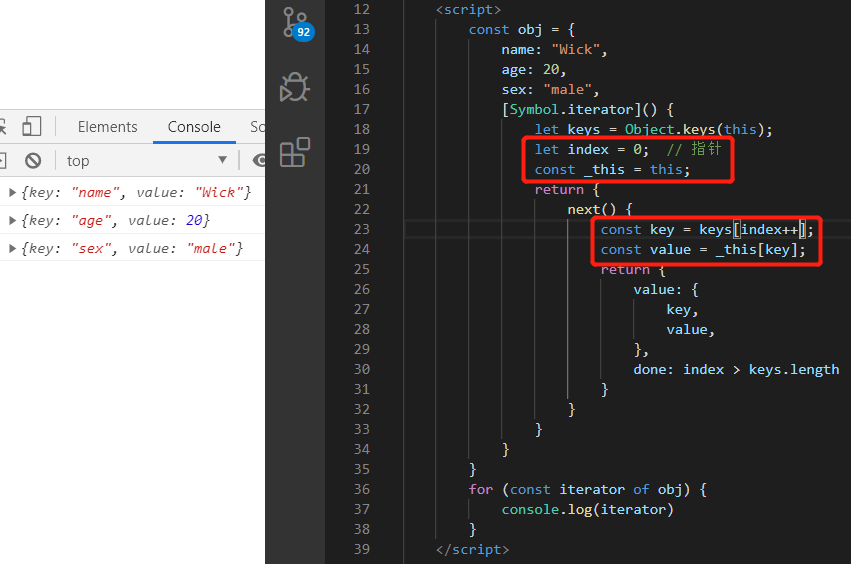 Elements
Console
So
top
{key: "name", value: "Wick"}
{key: "age", value: 20}
{key: "sex", value: "male"}
92
12 <script>
13 const obj = {
14 name: "Wick",
15 age: 20,
16 sex: "male",
17 [Symbol.iterator]() {
18 let keys = Object.keys(this);
19 let index = 0; // 指针
20 const _this = this;
21 return {
22 next() {
23 const key = keys[index++];
24 const value = _this[key];
25 return {
26 value: {
27 key,
28 value,
29 },
30 done: index > keys.length
31 }
32 }
33 }
34 }
35 }
36 for (const iterator of obj) {
37 console.log(iterator)
38 }
39 </script>